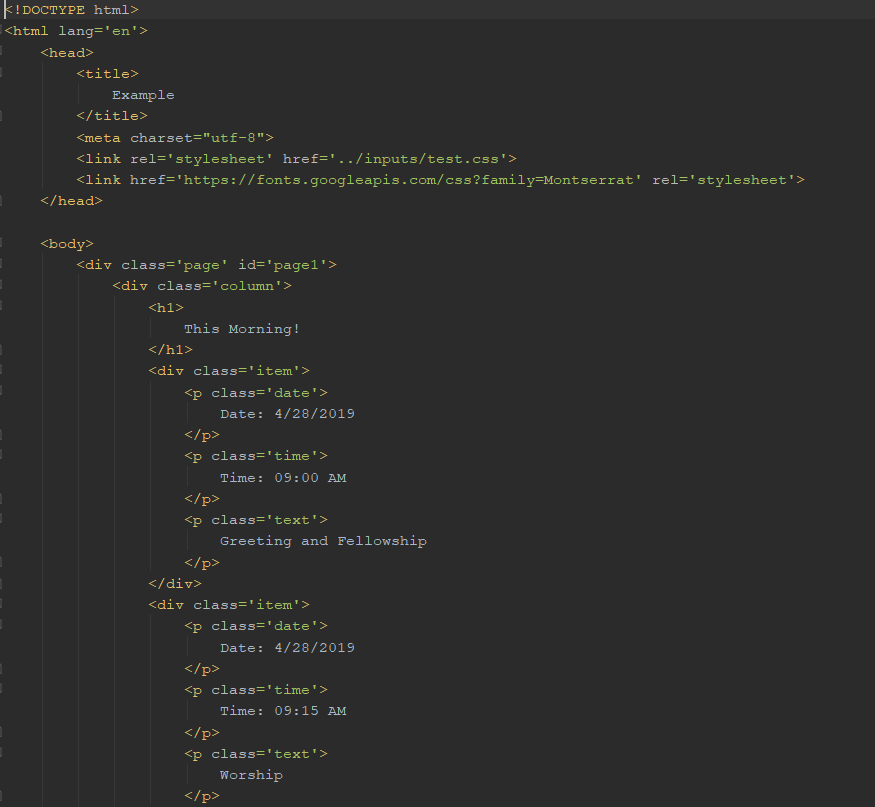 <!DOCTYPE html>
<html lang='en'>
    <head>
        <title>
            Example
        </title>
        <meta charset="utf-8">
        <link rel='stylesheet' href='../inputs/test.css'>
        <link href='https://fonts.googleapis.com/css?family=Montserrat' rel='stylesheet'>
    </head>

    <body>
        <div class='page' id='page1'>
            <div class='column'>
                <h1>
                    This Morning!
                </h1>
                <div class='item'>
                    <p class='date'>
                        Date: 4/28/2019
                    </p>
                    <p class='time'>
                        Time: 09:00 AM
                    </p>
                    <p class='text'>
                        Greeting and Fellowship
                    </p>
                </div>
                <div class='item'>
                    <p class='date'>
                        Date: 4/28/2019
                    </p>
                    <p class='time'>
                        Time: 09:15 AM
                    </p>
                    <p class='text'>
                        Worship
                    </p>